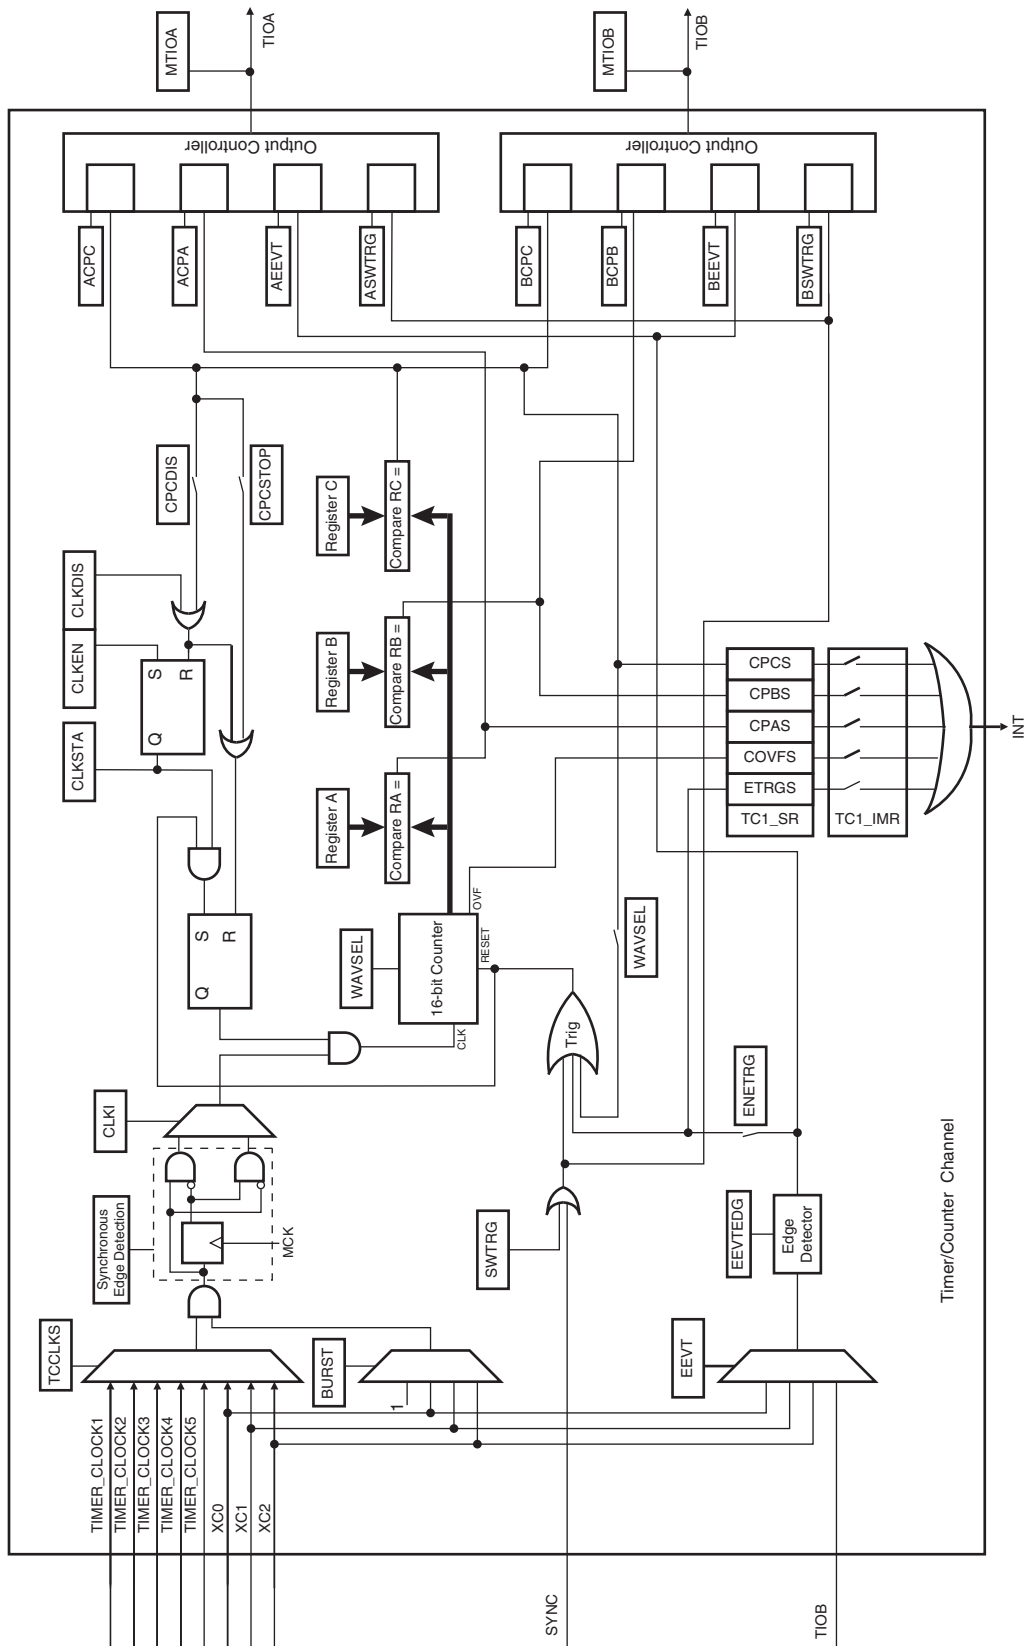 TCCLKS
TIMER_CLOCK1
TIMER_CLOCK2
TIMER_CLOCK3
TIMER_CLOCK4
TIMER_CLOCK5
XC0
XC1
XC2
Synchronous
Edge Detection
MCK
CLKI
BURST
1
CLKSTA
CLKEN
CLKDIS
Q
S
R
Q
S
R
CPCDIS
CPCSTOP
WAVSEL
16-bit Counter
CLK
RESET
OVF
Register A
Register B
Register C
Compare RA =
Compare RB =
Compare RC =
ACPC
ACPA
AEEVT
ASWTRG
Output Controller
MTIOA
TIOA
BCPC
BCPB
BEEVT
BSWTRG
Output Controller
MTIOB
TIOB
SYNC
SWTRG
Trig
WAVSEL
TIOB
EEVT
EEVTEDG
Edge
Detector
ENETRG
CPCS
CPBS
CPAS
COVFS
ETRGS
TC1_SR
TC1_IMR
INT
Timer/Counter Channel